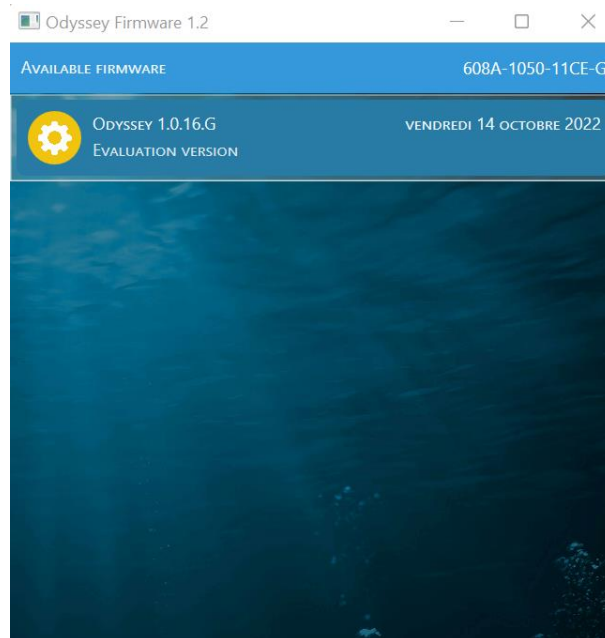 Odyssey Firmware 1.2
Available firmware 608A-1050-11CE-G
Odyssey 1.0.16.G vendredi 14 octobre 2022
Evaluation version